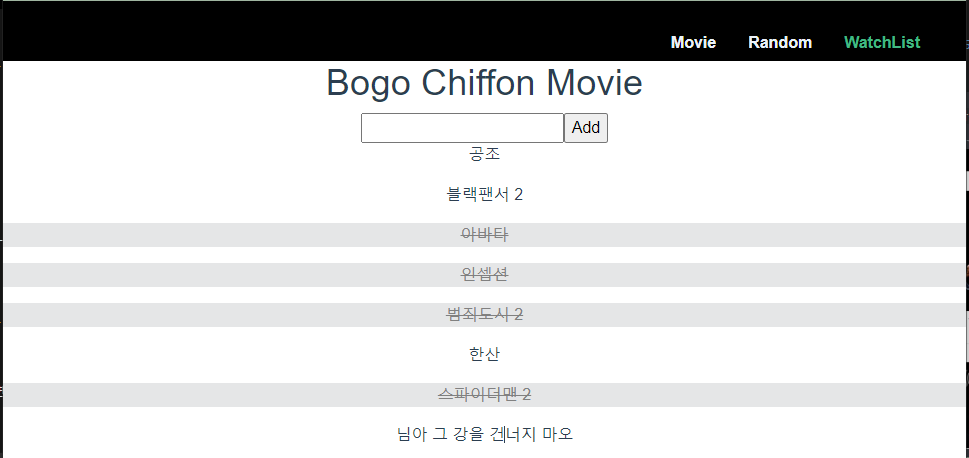 Movie Random WatchList
Bogo Chiffon Movie
Add
공조
블랙팬서 2
아바타
인셉션
범죄도시 2
한산
스파이더맨 2
님아 그 강을 건너지 마오